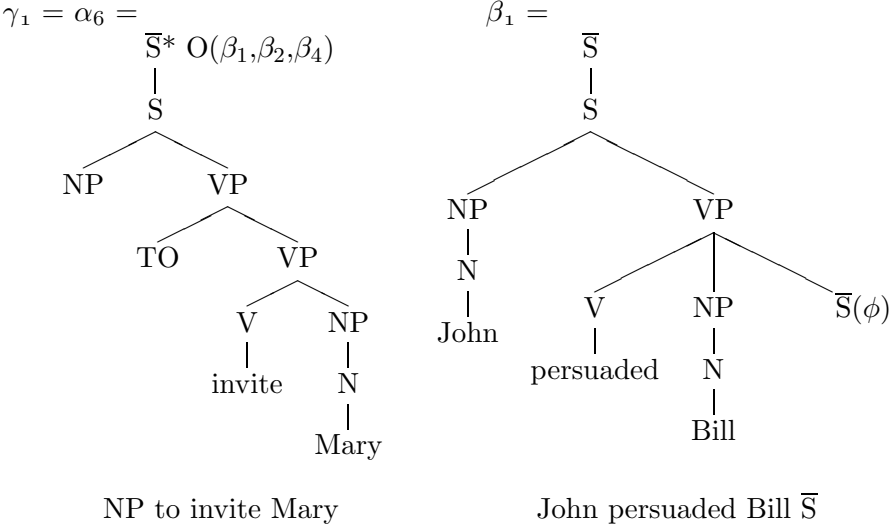 γ₁ = α₆ =
β₁ =
S̅* O(β₁,β₂,β₄)
S̅
S
S
NP
VP
NP
VP
TO
VP
N
V
NP
S̅(ϕ)
V
NP
John
persuaded
N
invite
N
Bill
Mary
NP to invite Mary
John persuaded Bill S̅